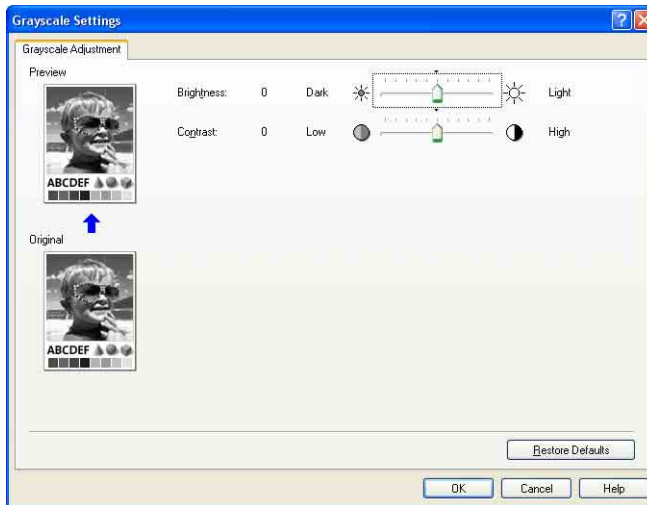 Grayscale Settings
Grayscale Adjustment
Preview
Brightness: 0 Dark Light
Contrast: 0 Low High
ABCDEF
Original
ABCDEF
Restore Defaults
OK Cancel Help